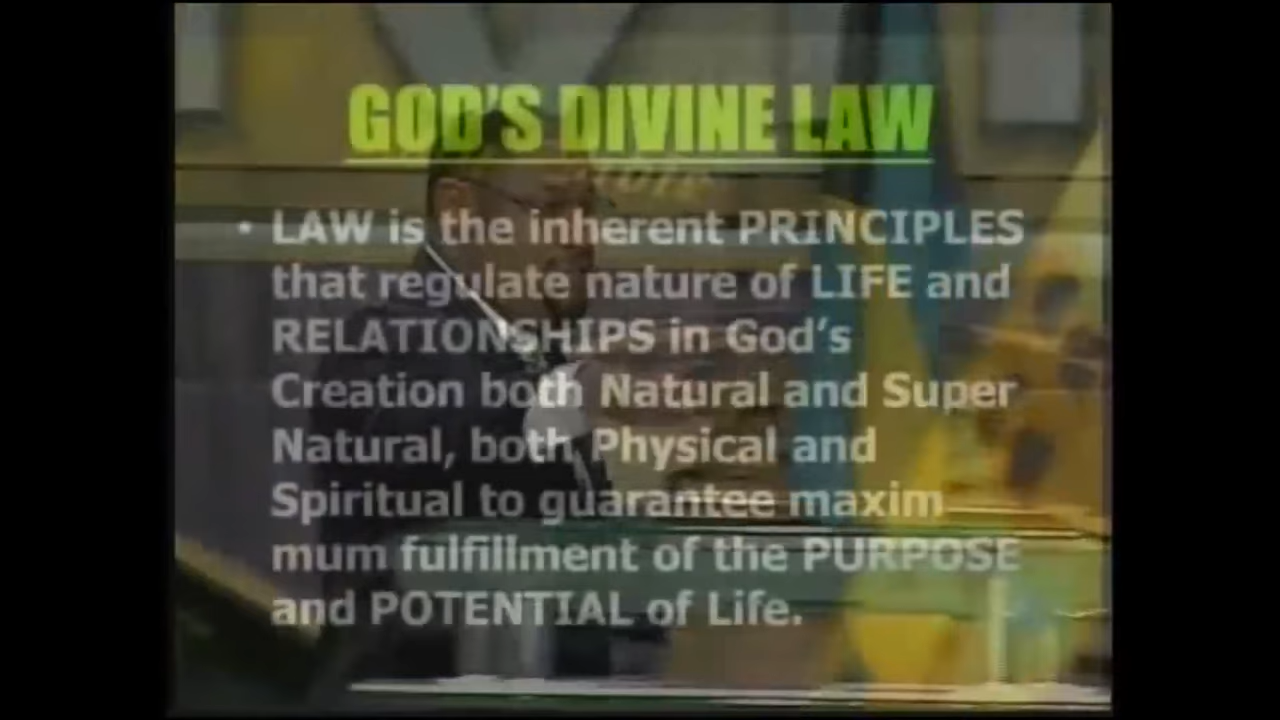 GOD'S DIVINE LAW
• LAW is the inherent PRINCIPLES
that regulate nature of LIFE and
RELATIONSHIPS in God's
Creation both Natural and Super
Natural, both Physical and
Spiritual to guarantee maxim
mum fulfillment of the PURPOSE
and POTENTIAL of Life.